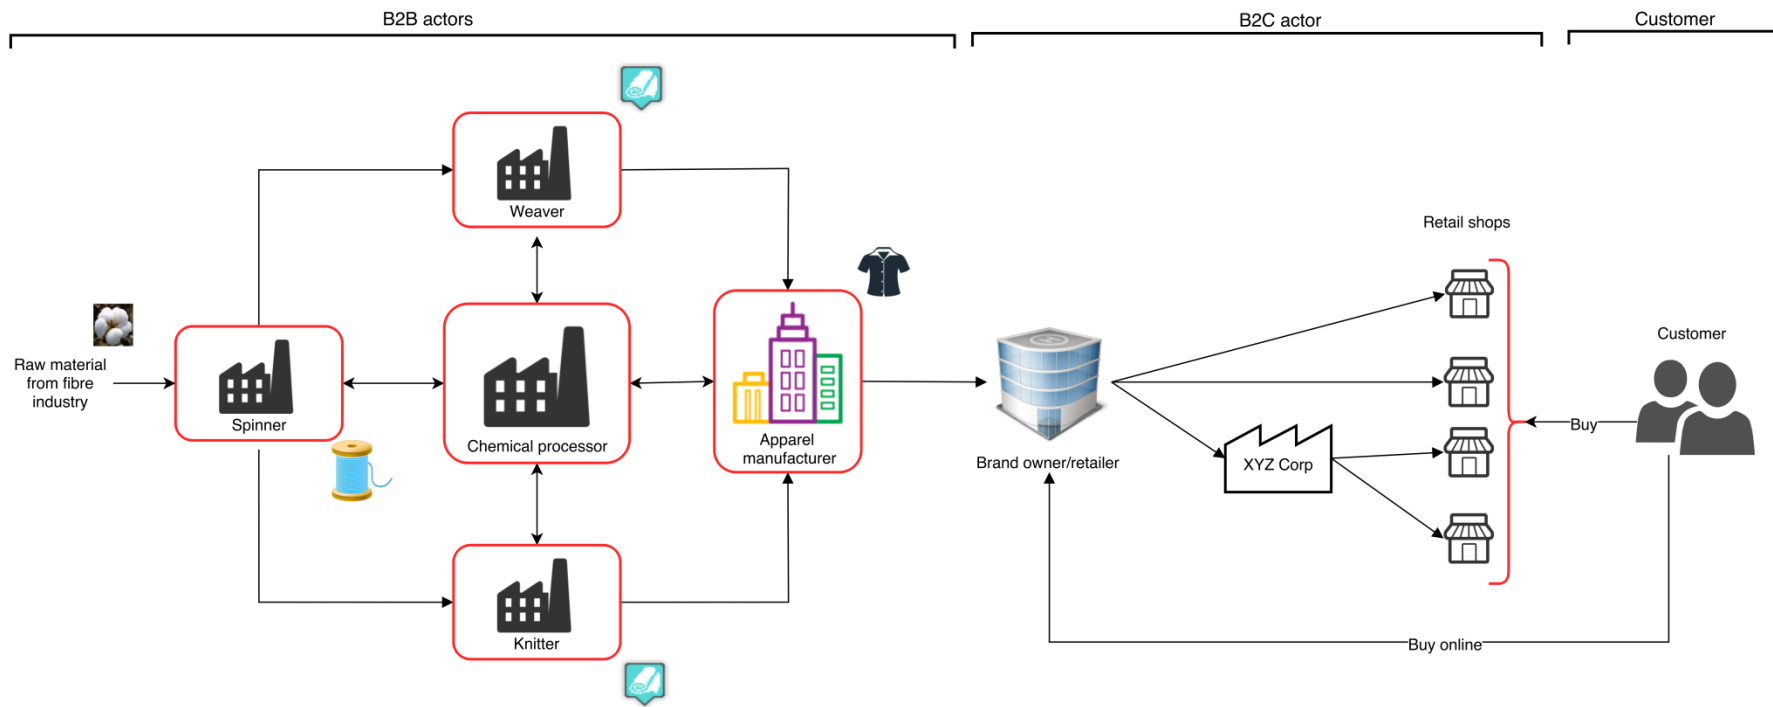 B2B actors
B2C actor
Customer
Weaver
Retail shops
Raw material
from fibre
industry
Spinner
Chemical processor
Apparel
manufacturer
Brand owner/retailer
XYZ Corp
Customer
Buy
Knitter
Buy online